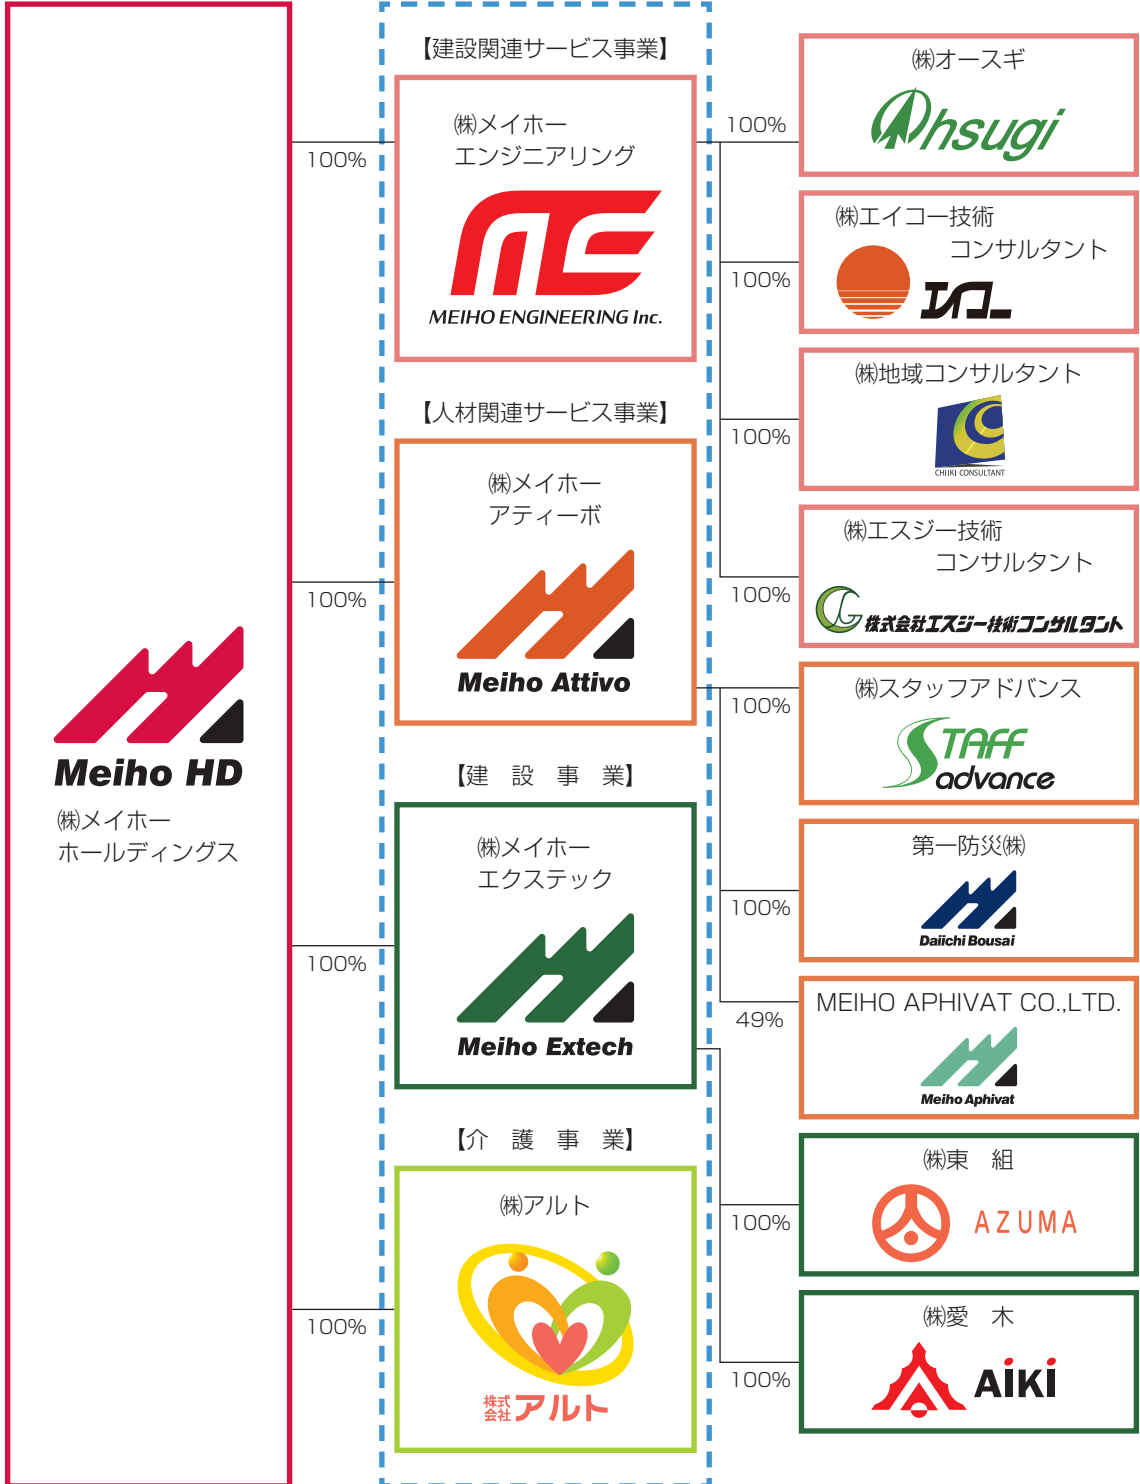 Meiho HD
㈱メイホー
ホールディングス
【建設関連サービス事業】
100%
㈱メイホー
エンジニアリング
ME
MEIHO ENGINEERING Inc.
【人材関連サービス事業】
100%
㈱メイホー
アティーボ
Meiho Attivo
【建 設 事 業】
100%
㈱メイホー
エクステック
Meiho Extech
【介 護 事 業】
100%
㈱アルト
株式
会社アルト
100%
㈱オースギ
Ohsugi
100%
㈱エイコー技術
コンサルタント
エイコー
100%
㈱地域コンサルタント
CHIIKI CONSULTANT
100%
㈱エスジー技術
コンサルタント
株式会社エスジー技術コンサルタント
100%
㈱スタッフアドバンス
STAFF
advance
100%
第一防災㈱
Daiichi Bousai
49%
MEIHO APHIVAT CO.,LTD.
Meiho Aphivat
100%
㈱東 組
AZUMA
100%
㈱愛 木
AiKi